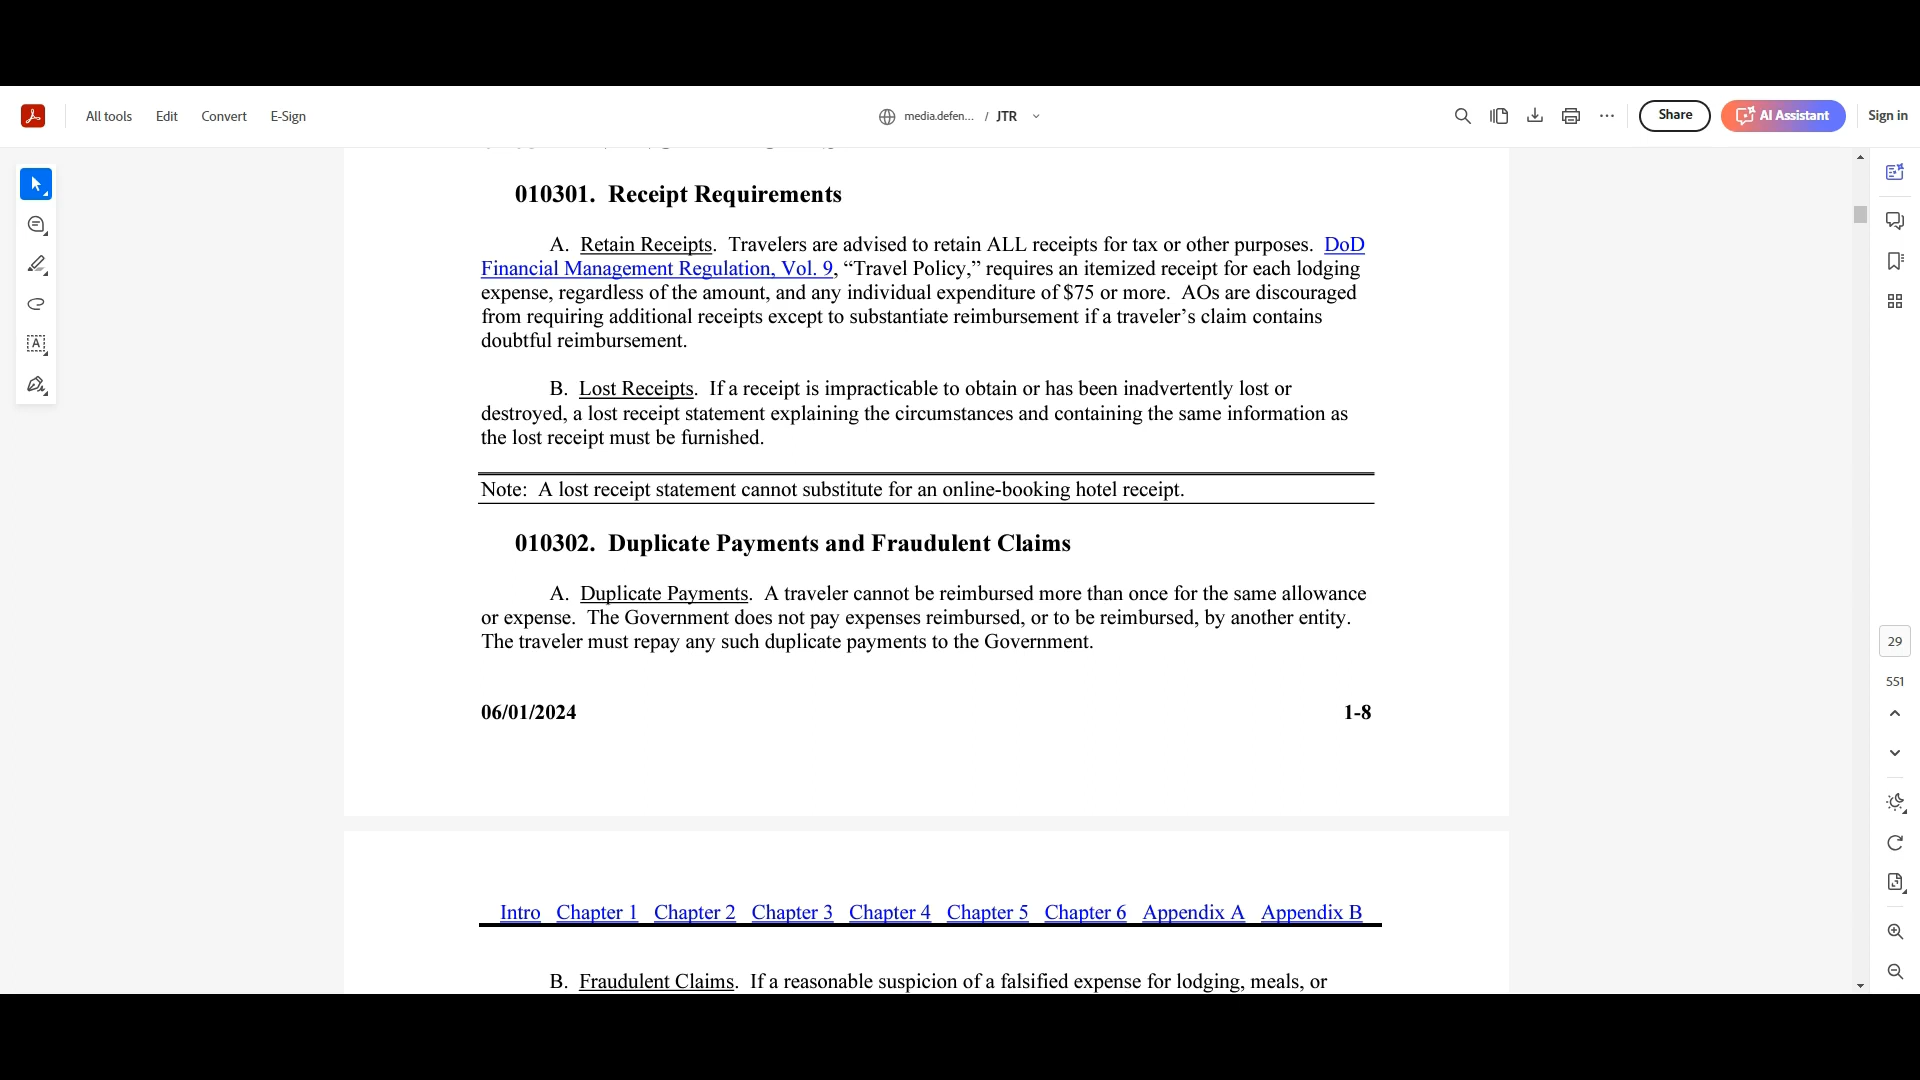 All tools Edit Convert E-Sign media.defen... / JTR Share AI Assistant Sign in
010301. Receipt Requirements
A. Retain Receipts. Travelers are advised to retain ALL receipts for tax or other purposes. DoD
Financial Management Regulation, Vol. 9, “Travel Policy,” requires an itemized receipt for each lodging
expense, regardless of the amount, and any individual expenditure of $75 or more. AOs are discouraged
from requiring additional receipts except to substantiate reimbursement if a traveler’s claim contains
doubtful reimbursement.
B. Lost Receipts. If a receipt is impracticable to obtain or has been inadvertently lost or
destroyed, a lost receipt statement explaining the circumstances and containing the same information as
the lost receipt must be furnished.
Note: A lost receipt statement cannot substitute for an online-booking hotel receipt.
010302. Duplicate Payments and Fraudulent Claims
A. Duplicate Payments. A traveler cannot be reimbursed more than once for the same allowance
or expense. The Government does not pay expenses reimbursed, or to be reimbursed, by another entity.
The traveler must repay any such duplicate payments to the Government.
06/01/2024 1-8
Intro Chapter 1 Chapter 2 Chapter 3 Chapter 4 Chapter 5 Chapter 6 Appendix A Appendix B
B. Fraudulent Claims. If a reasonable suspicion of a falsified expense for lodging, meals, or
29
551